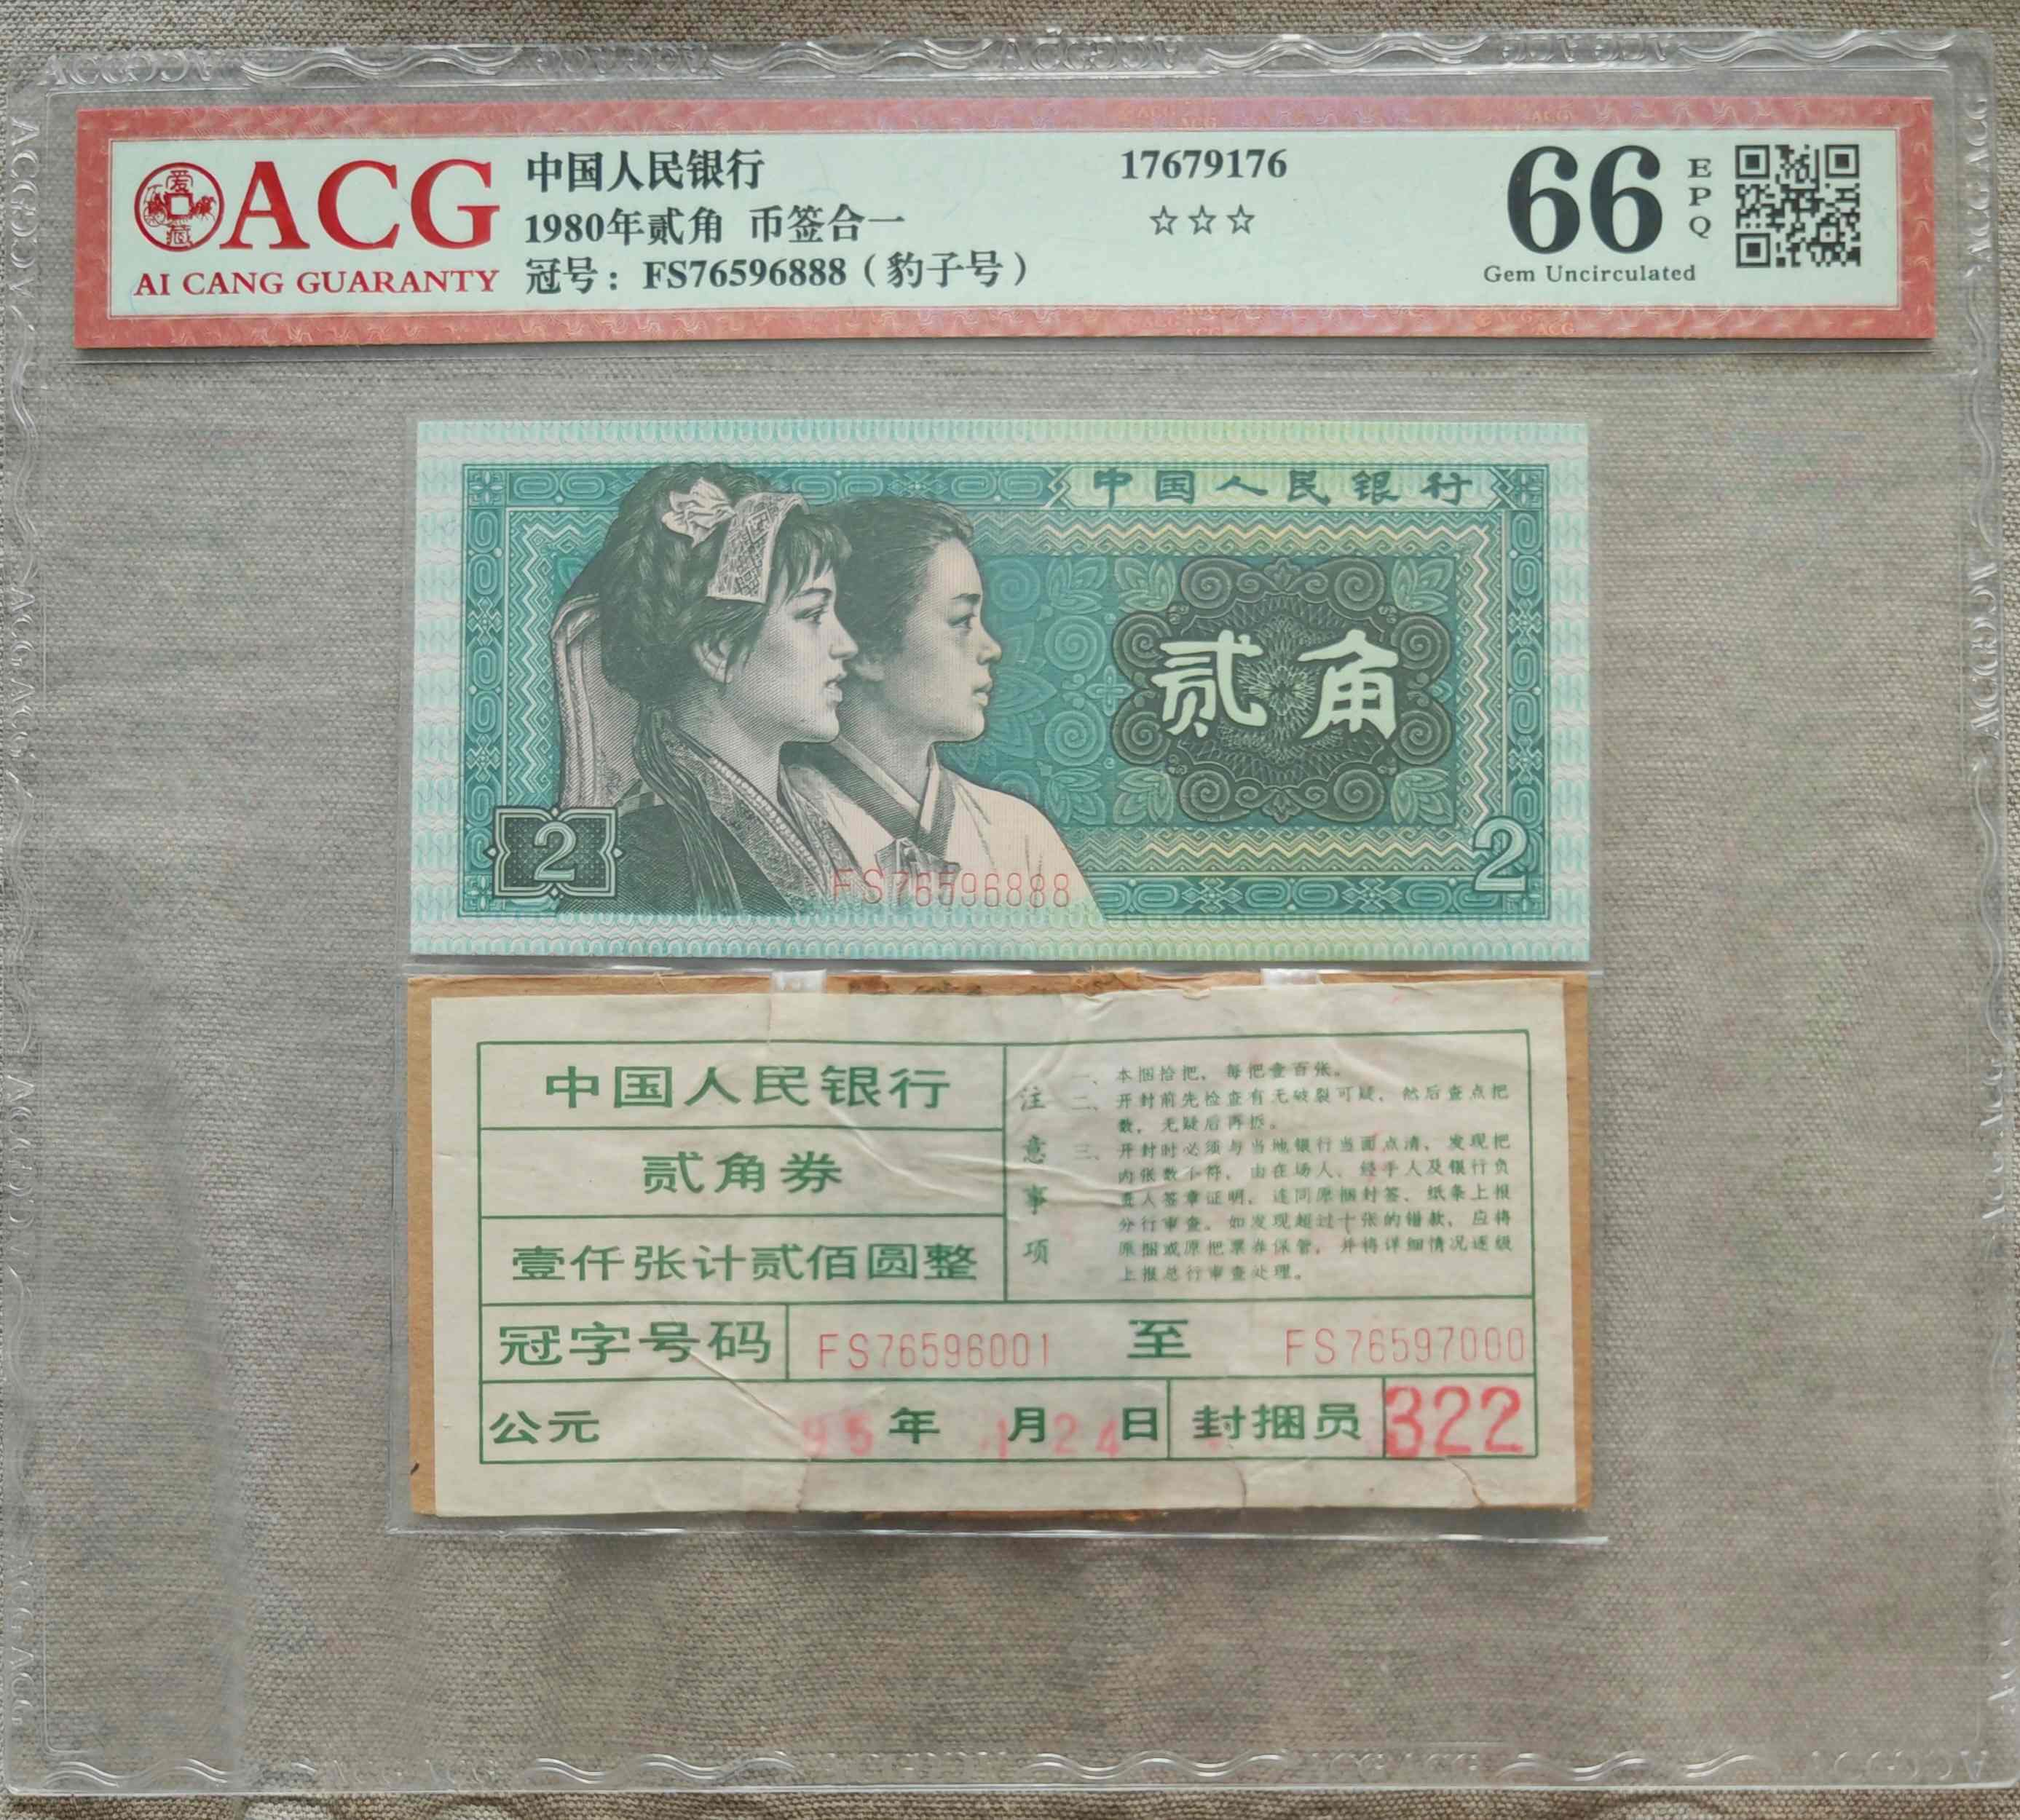 ACG
AI CANG GUARANTY
中国人民银行
1980年贰角 币签合一
冠号：FS76596888（豹子号）
17679176
☆☆☆
66
EPQ
Gem Uncirculated
中国人民银行
贰角
2
2
FS76596888
中国人民银行
贰角券
壹仟张计贰佰圆整
注意事项
一、本捆拾把，每把壹百张。
二、开封前先检查有无破裂可疑，然后查点把
数，无疑后再拆。
三、开封时必须与当地银行当面点清，发现把
内张数不符，由在场人、经手人及银行负
责人签章证明，连同原捆封签、纸条上报
分行审查。如发现超过十张的错款，应将
原捆或原把票券保管，并将详细情况逐级
上报总行审查处理。
冠字号码 FS76596001 至 FS76597000
公元 95年 1月24日 封捆员 322